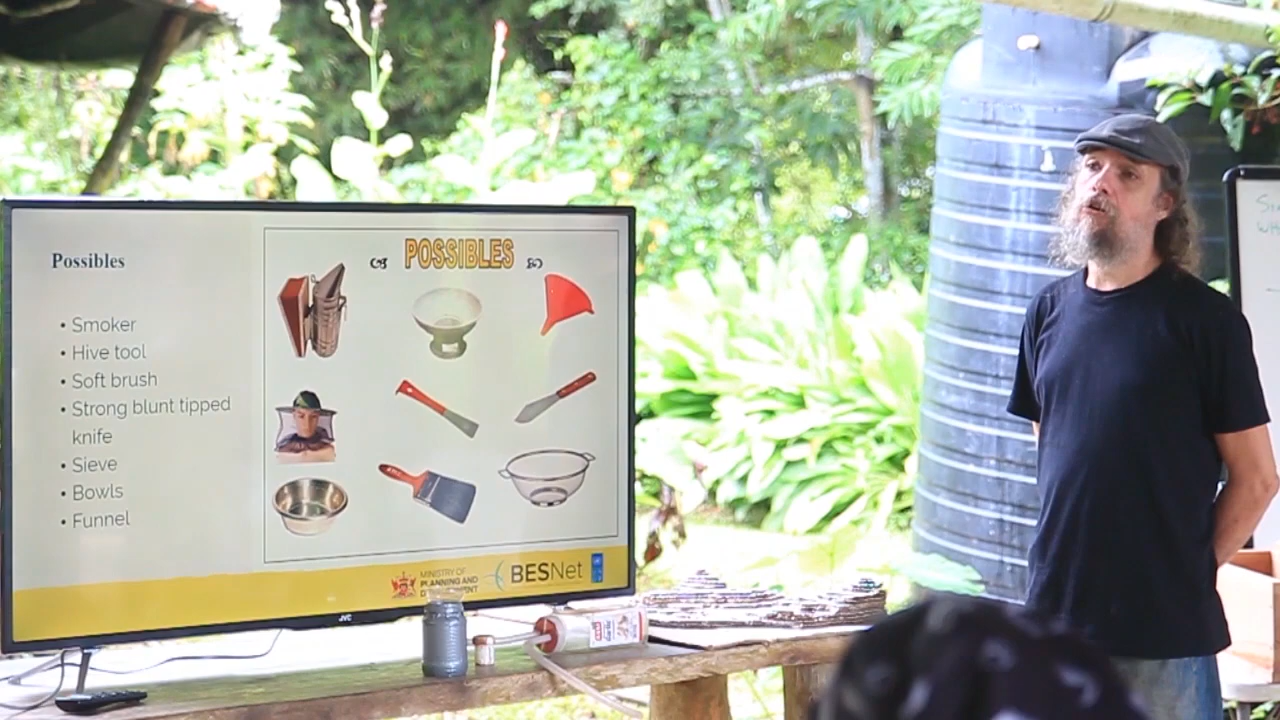 Possibles
POSSIBLES
• Smoker
• Hive tool
• Soft brush
• Strong blunt tipped
knife
• Sieve
• Bowls
• Funnel
MINISTRY OF
PLANNING AND
DEVELOPMENT
BESNet
JVC